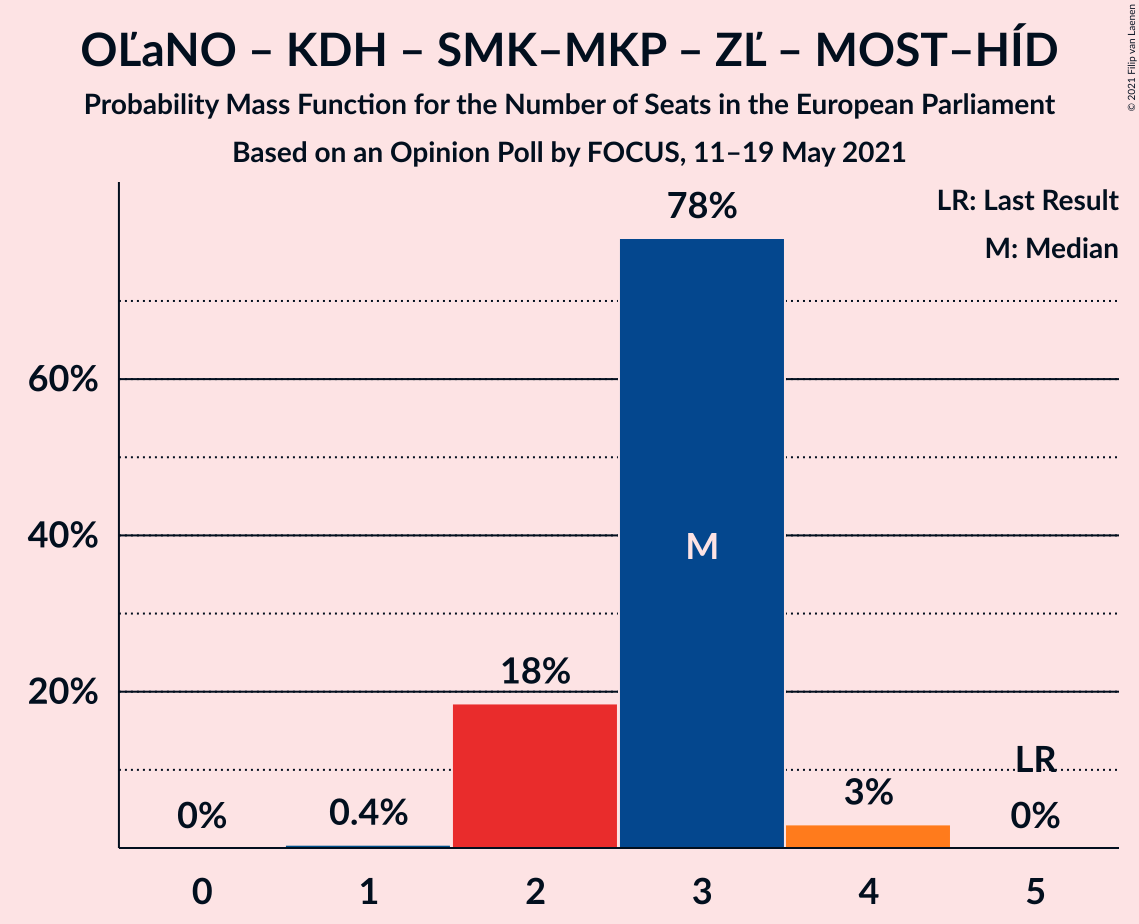 OĽaNO – KDH – SMK–MKP – ZĽ – MOST–HÍD
Probability Mass Function for the Number of Seats in the European Parliament
Based on an Opinion Poll by FOCUS, 11–19 May 2021
© 2021 Filip van Laenen
LR: Last Result
M: Median
78%
60%
40%
M
18%
20%
LR
0%
0.4%
3%
0%
0 1 2 3 4 5